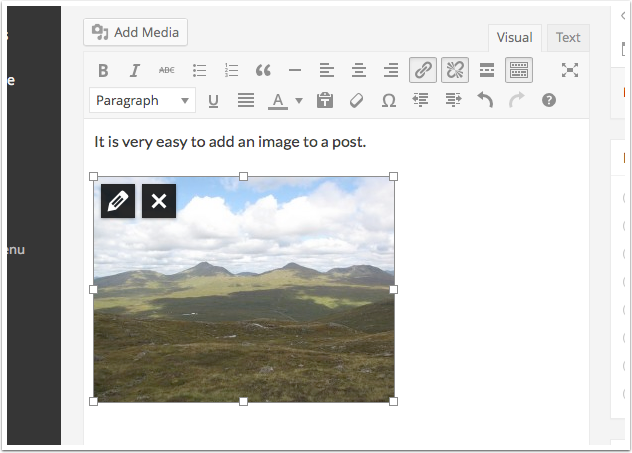 Add Media
Visual
Text
B I ABC
Paragraph
U A
It is very easy to add an image to a post.
enu